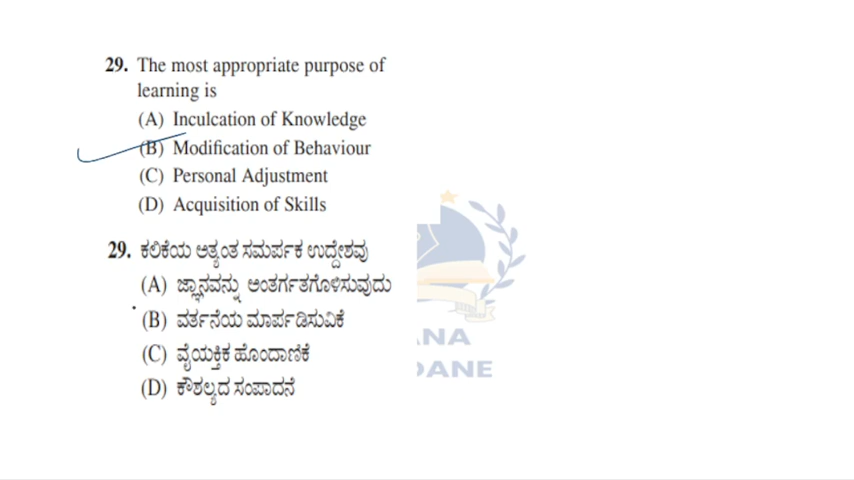 29. The most appropriate purpose of
learning is
(A) Inculcation of Knowledge
(B) Modification of Behaviour
(C) Personal Adjustment
(D) Acquisition of Skills
29. ಕಲಿಕೆಯ ಅತ್ಯಂತ ಸಮರ್ಪಕ ಉದ್ದೇಶವು
(A) ಜ್ಞಾನವನ್ನು ಅಂತರ್ಗತಗೊಳಿಸುವುದು
(B) ವರ್ತನೆಯ ಮಾರ್ಪಡಿಸುವಿಕೆ
(C) ವೈಯಕ್ತಿಕ ಹೊಂದಾಣಿಕೆ
(D) ಕೌಶಲ್ಯದ ಸಂಪಾದನೆ